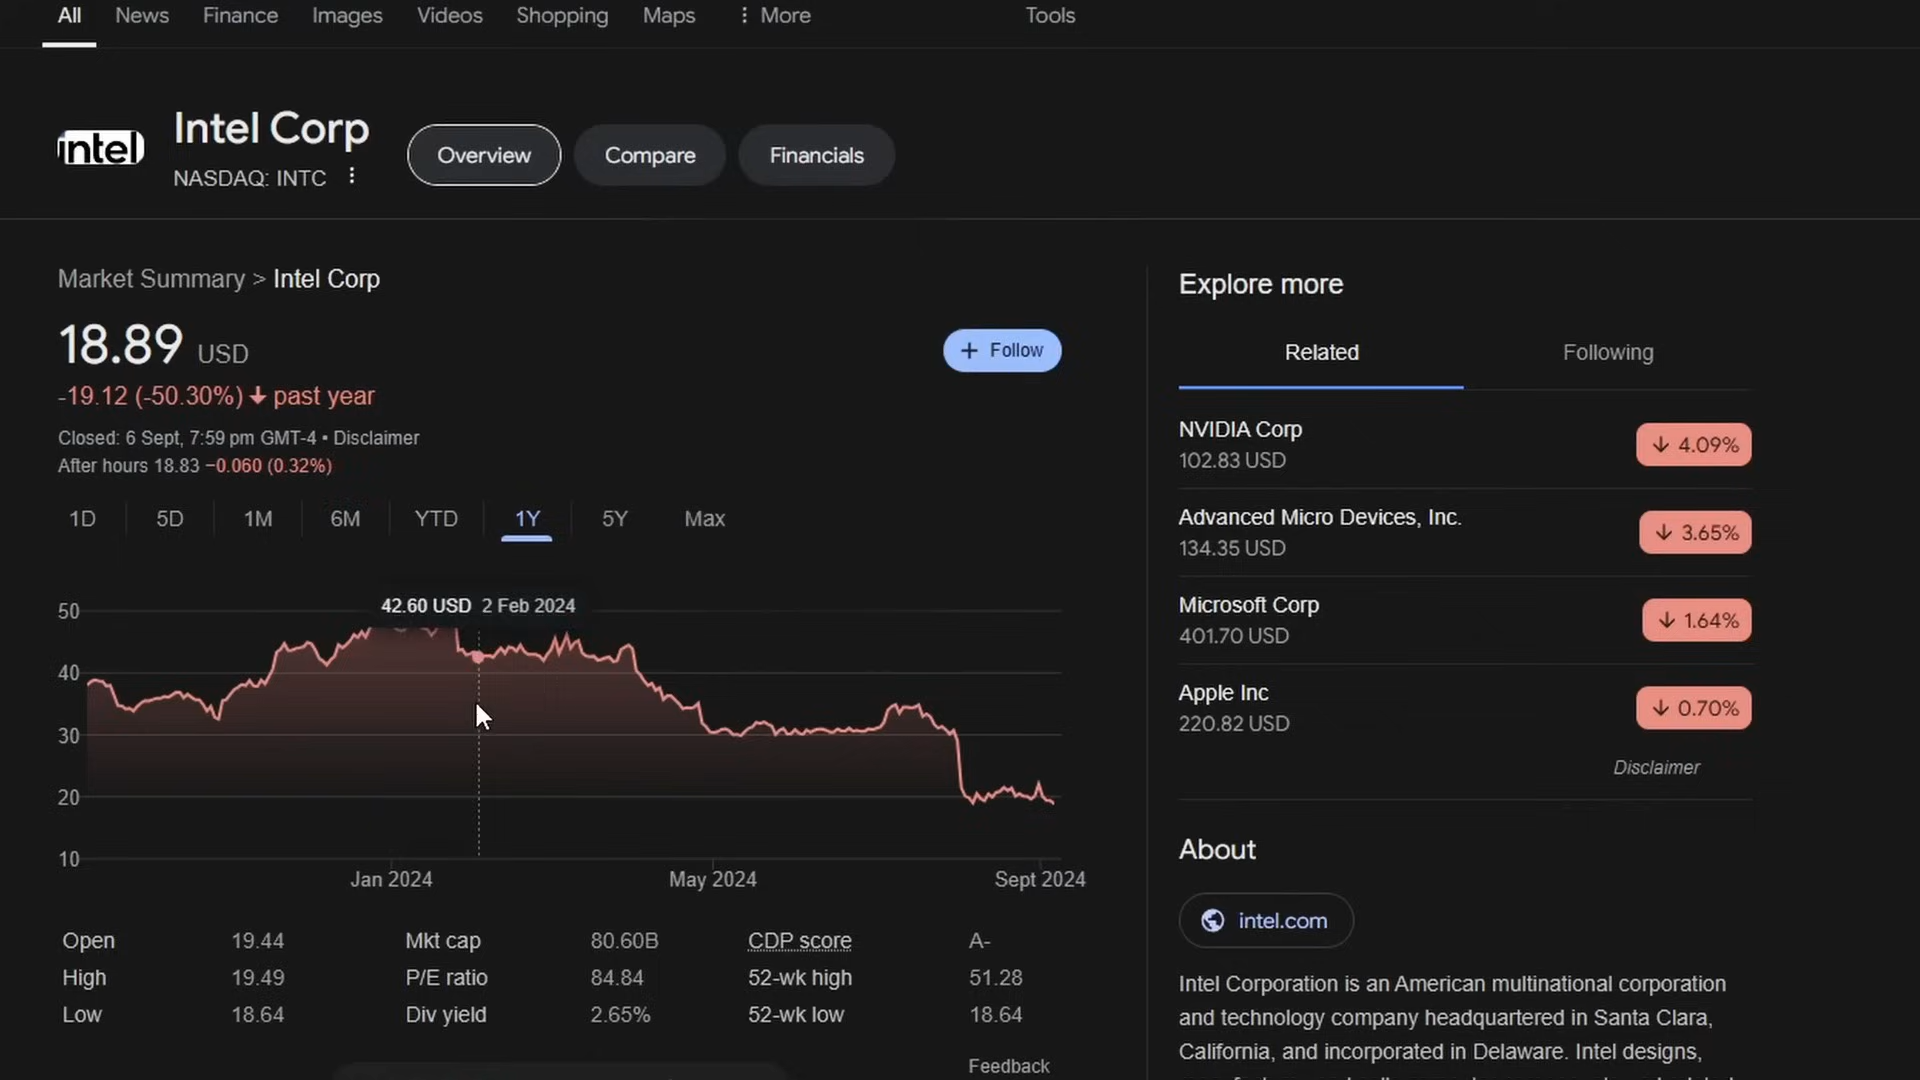 All News Finance Images Videos Shopping Maps More Tools
intel
Intel Corp
NASDAQ: INTC
Overview Compare Financials
Market Summary > Intel Corp
18.89 USD
+ Follow
-19.12 (-50.30%) ↓ past year
Closed: 6 Sept, 7:59 pm GMT-4 • Disclaimer
After hours 18.83 −0.060 (0.32%)
1D 5D 1M 6M YTD 1Y 5Y Max
42.60 USD 2 Feb 2024
50
40
30
20
10
Jan 2024 May 2024 Sept 2024
Open 19.44 Mkt cap 80.60B CDP score A-
High 19.49 P/E ratio 84.84 52-wk high 51.28
Low 18.64 Div yield 2.65% 52-wk low 18.64
Feedback
Explore more
Related Following
NVIDIA Corp
102.83 USD
↓ 4.09%
Advanced Micro Devices, Inc.
134.35 USD
↓ 3.65%
Microsoft Corp
401.70 USD
↓ 1.64%
Apple Inc
220.82 USD
↓ 0.70%
Disclaimer
About
intel.com
Intel Corporation is an American multinational corporation
and technology company headquartered in Santa Clara,
California, and incorporated in Delaware. Intel designs,